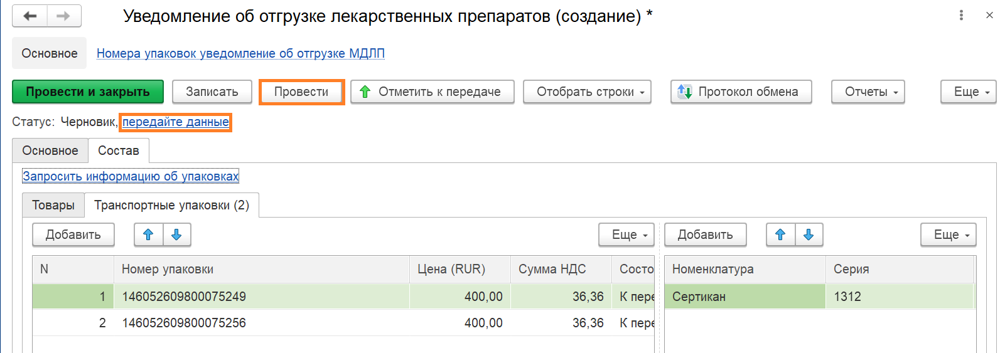 Уведомление об отгрузке лекарственных препаратов (создание) *
Основное Номера упаковок уведомление об отгрузке МДЛП
Провести и закрыть Записать Провести Отметить к передаче Отобрать строки Протокол обмена Отчеты Еще
Статус: Черновик, передайте данные
Основное Состав
Запросить информацию об упаковках
Товары Транспортные упаковки (2)
Добавить Еще Добавить Еще
N Номер упаковки Цена (RUR) Сумма НДС Состо Номенклатура Серия
1 146052609800075249 400,00 36,36 К пере Сертикан 1312
2 146052609800075256 400,00 36,36 К пере